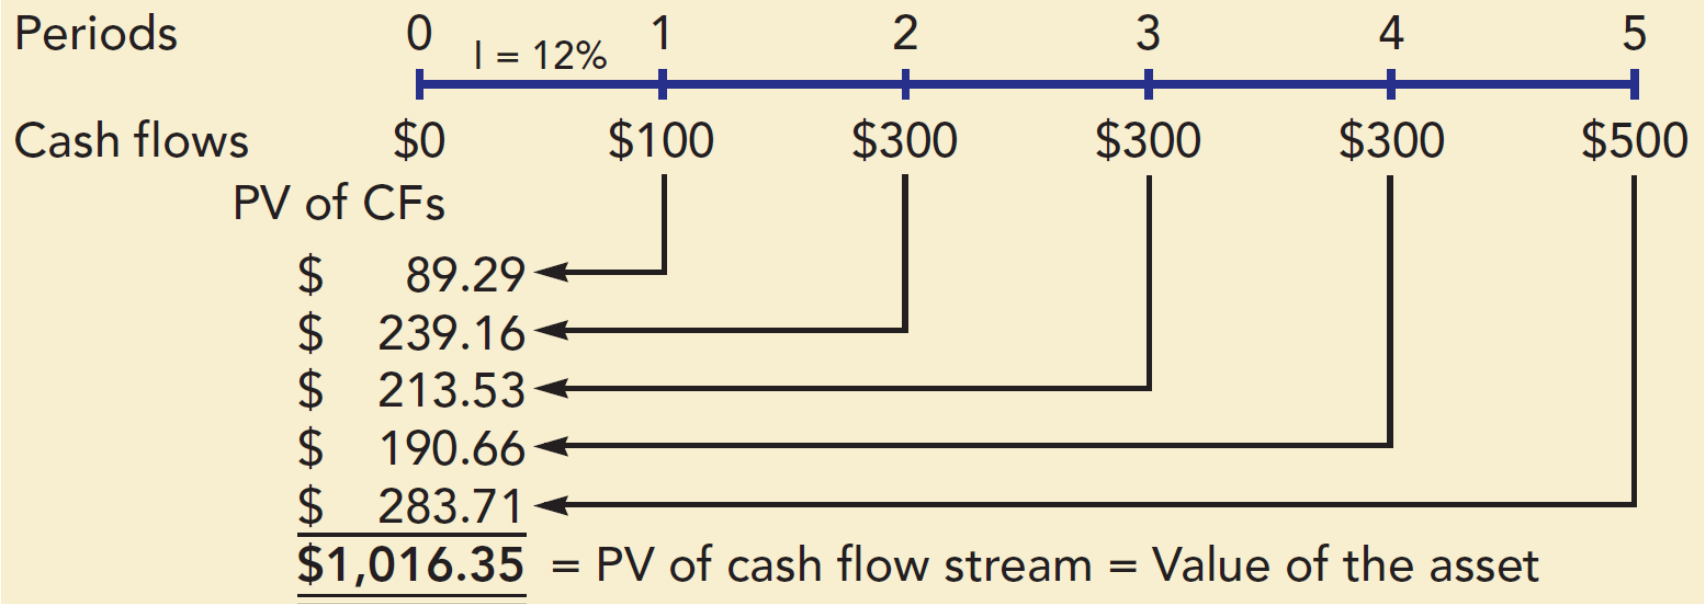 Periods 0 I = 12% 1 2 3 4 5
Cash flows $0 $100 $300 $300 $300 $500
PV of CFs
$ 89.29
$ 239.16
$ 213.53
$ 190.66
$ 283.71
$1,016.35 = PV of cash flow stream = Value of the asset